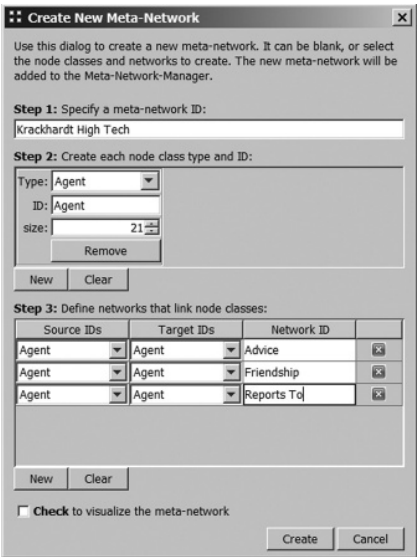 Create New Meta-Network
Use this dialog to create a new meta-network. It can be blank, or select
the node classes and networks to create. The new meta-network will be
added to the Meta-Network-Manager.
Step 1: Specify a meta-network ID:
Krackhardt High Tech
Step 2: Create each node class type and ID:
Type: Agent
ID: Agent
size: 21
Remove
New Clear
Step 3: Define networks that link node classes:
Source IDs Target IDs Network ID
Agent Agent Advice
Agent Agent Friendship
Agent Agent Reports To
New Clear
Check to visualize the meta-network
Create Cancel